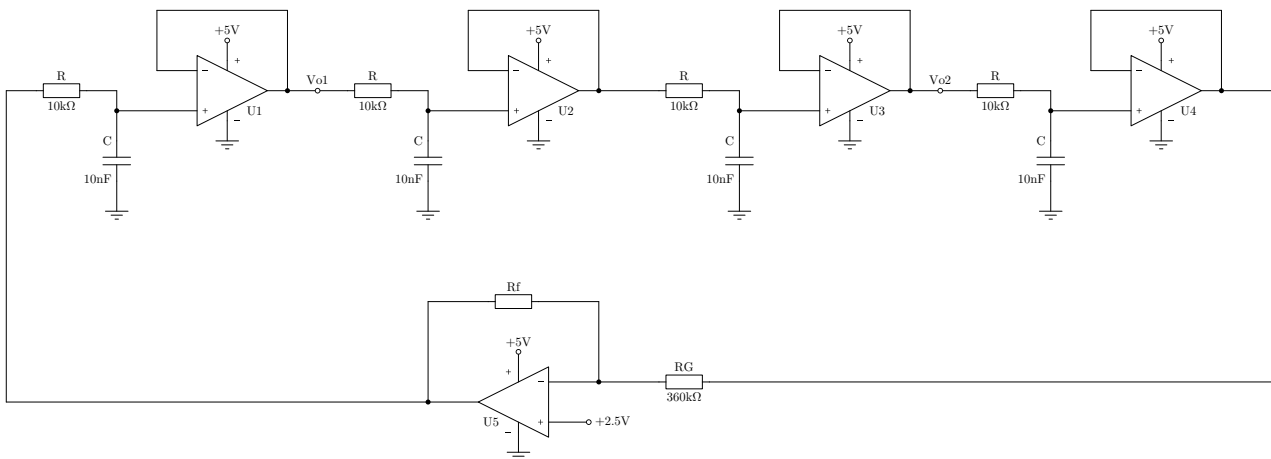 +5V
+5V
+5V
+5V
R
10kΩ
C
10nF
−
+
+
−
U1
Vo1
R
10kΩ
C
10nF
−
+
+
−
U2
R
10kΩ
C
10nF
−
+
+
−
U3
Vo2
R
10kΩ
C
10nF
−
+
+
−
U4
Rf
+5V
+
−
+
−
U5
+2.5V
RG
360kΩ